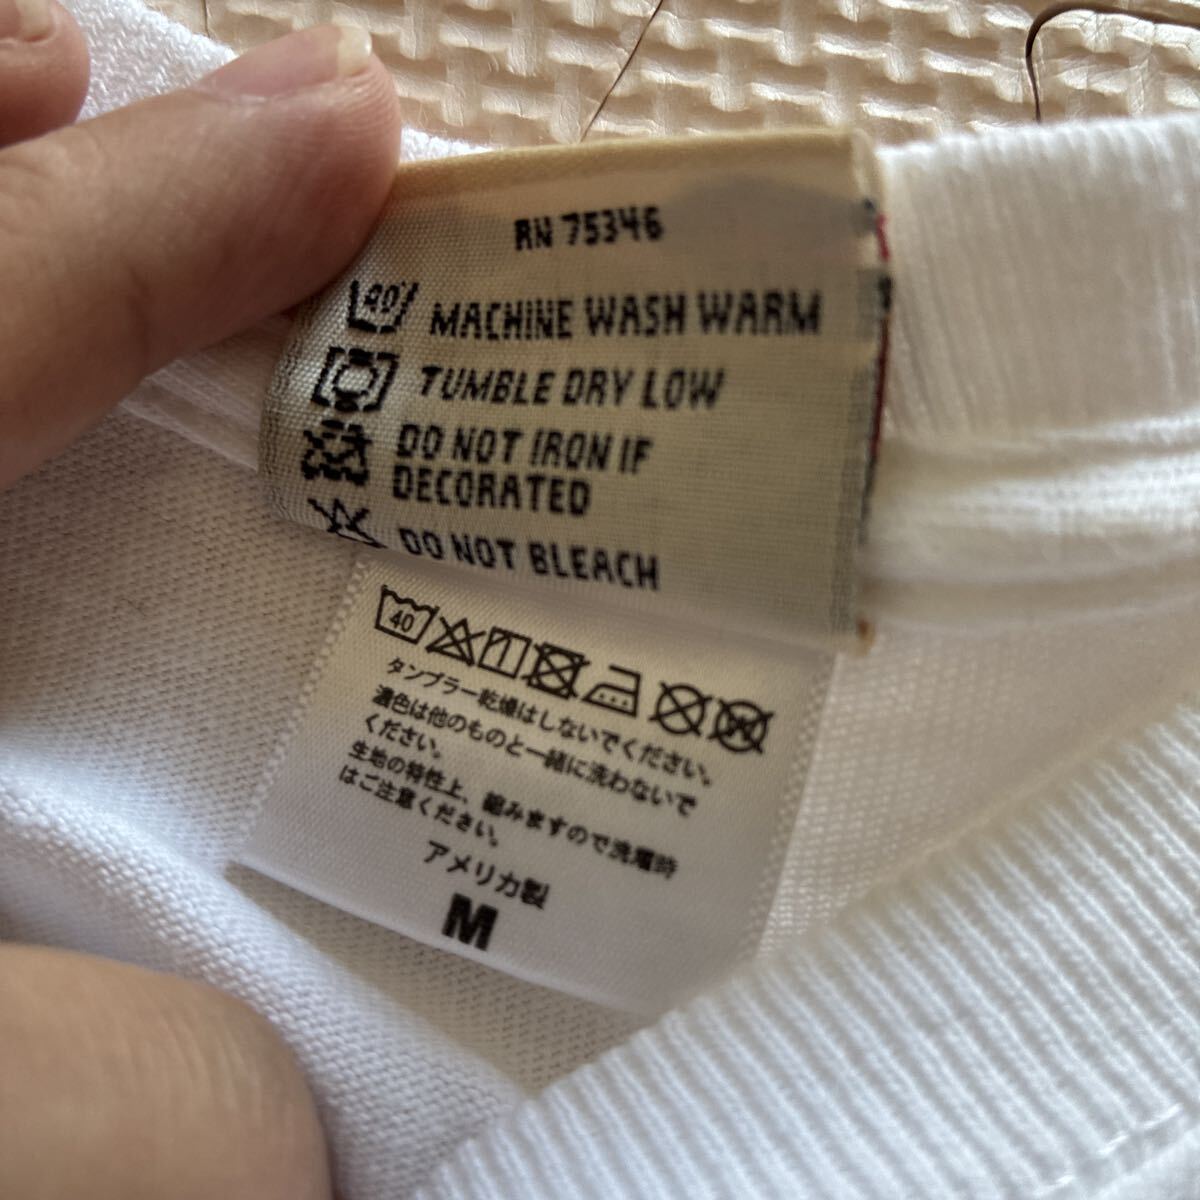 RN 75346
40 MACHINE WASH WARM
TUMBLE DRY LOW
DO NOT IRON IF
DECORATED
DO NOT BLEACH
40
タンブラー乾燥はしないでください。
濃色は他のものと一緒に洗わないで
ください。
生地の特性上、縮みますので洗濯時
はご注意ください。
アメリカ製
M